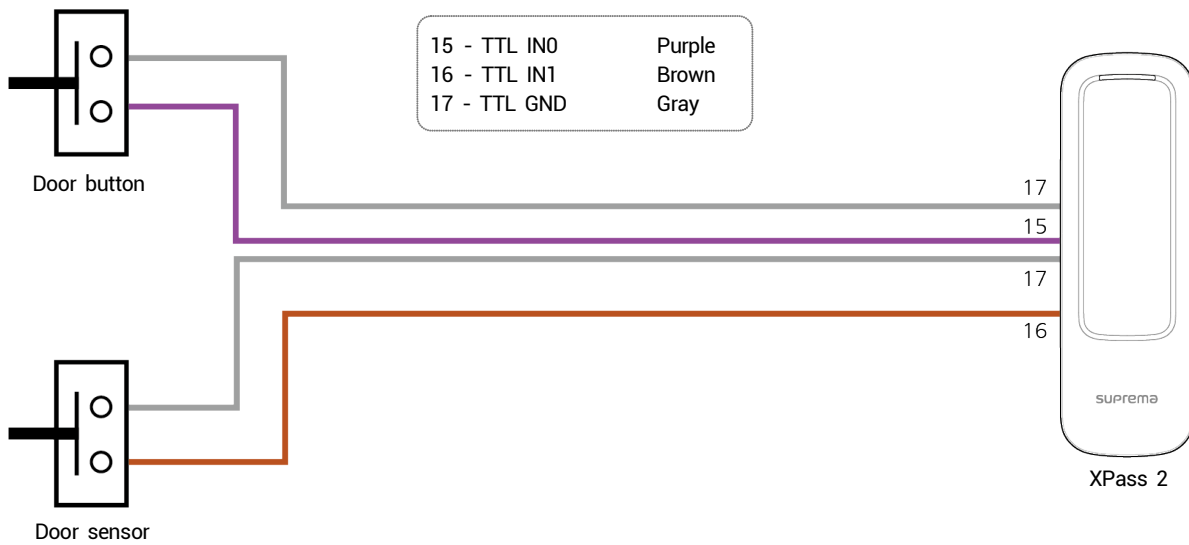 15 - TTL IN0 Purple
16 - TTL IN1 Brown
17 - TTL GND Gray
Door button
17
15
17
16
suprema
XPass 2
Door sensor